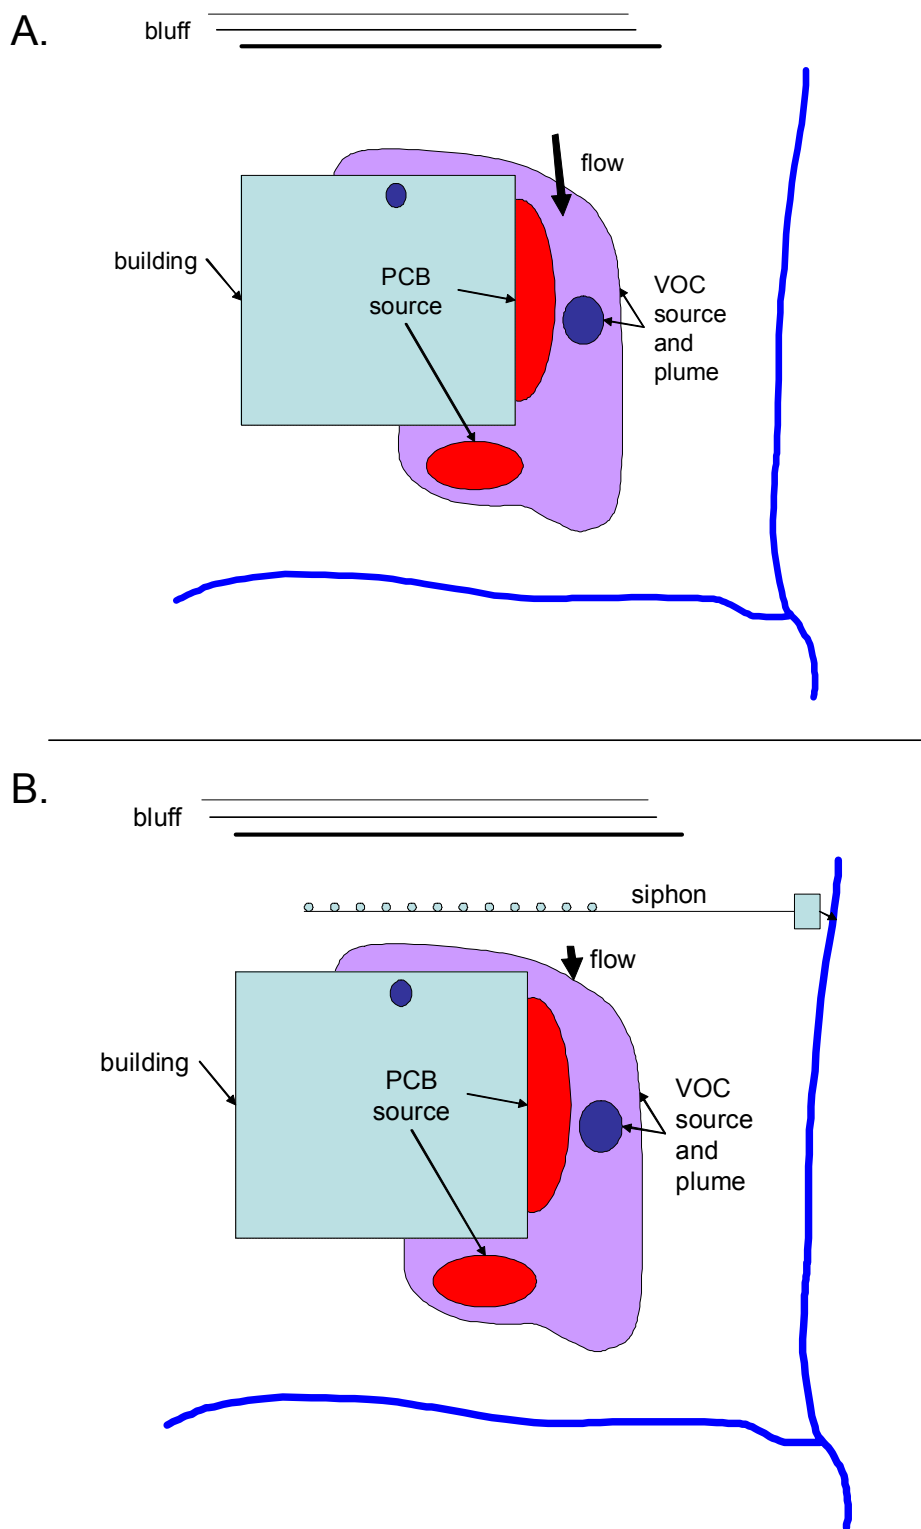 A.
bluff
flow
building
PCB
source
VOC
source
and
plume
B.
bluff
siphon
flow
building
PCB
source
VOC
source
and
plume